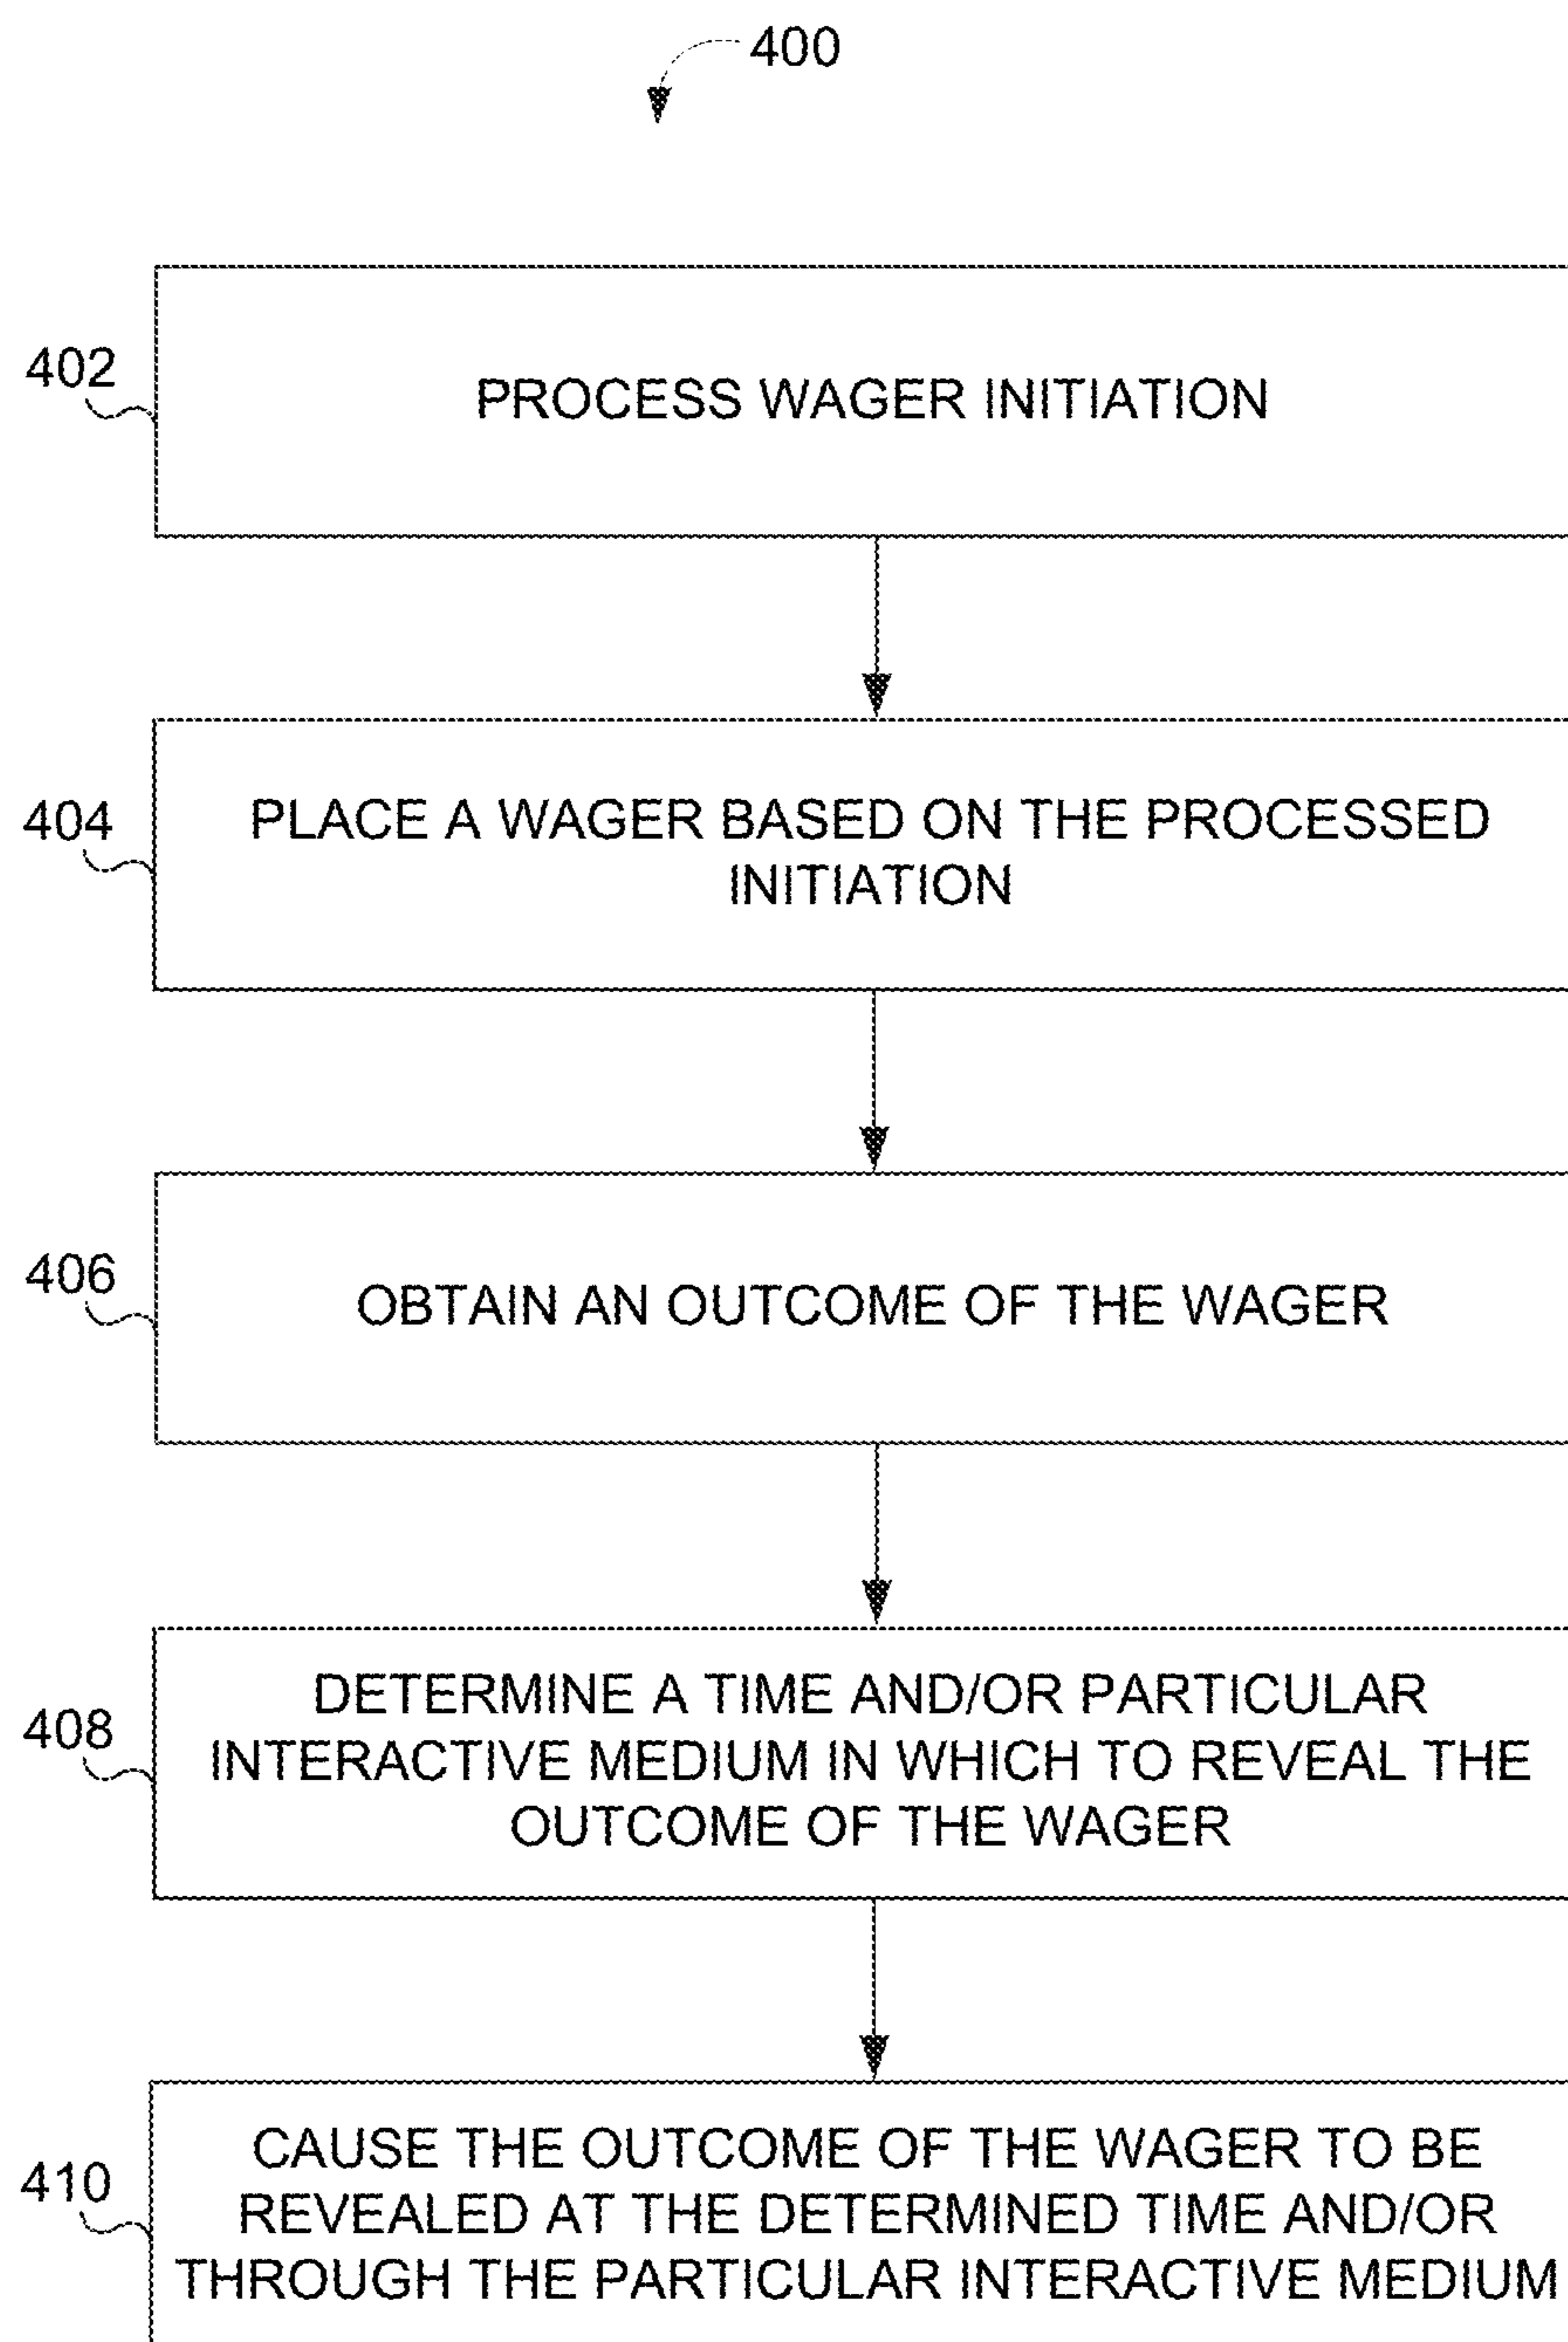 400
402
PROCESS WAGER INITIATION
404
PLACE A WAGER BASED ON THE PROCESSED
INITIATION
406
OBTAIN AN OUTCOME OF THE WAGER
408
DETERMINE A TIME AND/OR PARTICULAR
INTERACTIVE MEDIUM IN WHICH TO REVEAL THE
OUTCOME OF THE WAGER
410
CAUSE THE OUTCOME OF THE WAGER TO BE
REVEALED AT THE DETERMINED TIME AND/OR
THROUGH THE PARTICULAR INTERACTIVE MEDIUM